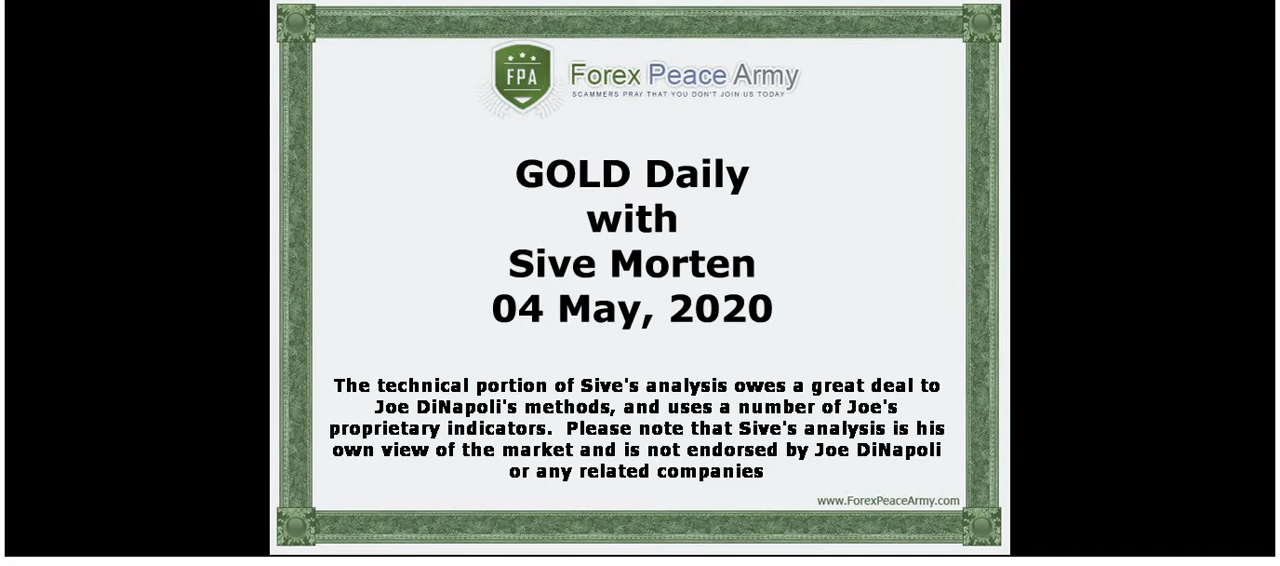 FPA
Forex Peace Army
SCAMMERS PRAY THAT YOU DON'T JOIN US TODAY
GOLD Daily
with
Sive Morten
04 May, 2020
The technical portion of Sive's analysis owes a great deal to
Joe DiNapoli's methods, and uses a number of Joe's
proprietary indicators.  Please note that Sive's analysis is his
own view of the market and is not endorsed by Joe DiNapoli
or any related companies
www.ForexPeaceArmy.com